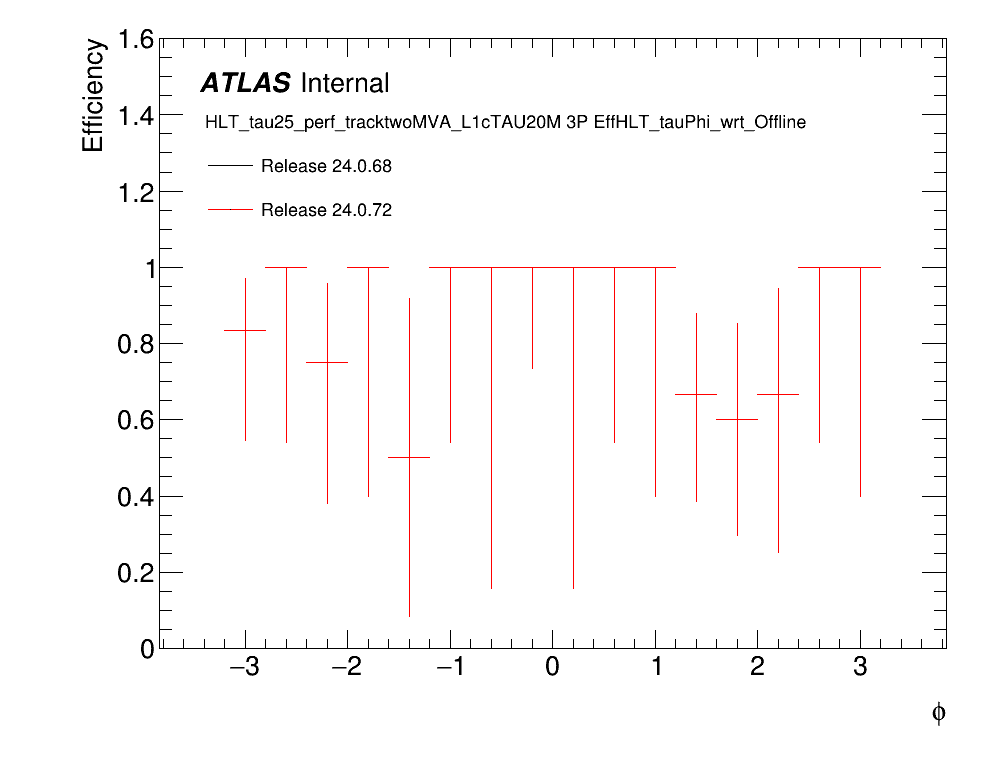 Efficiency
1.6
1.4
1.2
1
0.8
0.6
0.4
0.2
0
ATLAS Internal
HLT_tau25_perf_tracktwoMVA_L1cTAU20M 3P EffHLT_tauPhi_wrt_Offline
Release 24.0.68
Release 24.0.72
−3 −2 −1 0 1 2 3
ϕ